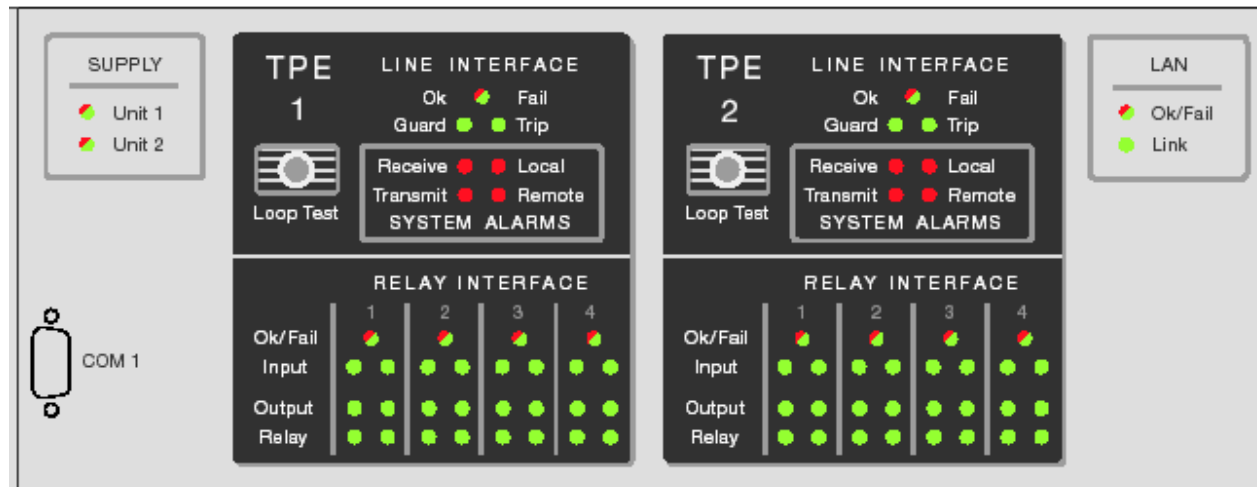 SUPPLY
Unit 1
Unit 2
COM 1
TPE
1
Loop Test
LINE INTERFACE
Ok Fail
Guard Trip
Receive Local
Transmit Remote
SYSTEM ALARMS
RELAY INTERFACE
1 2 3 4
Ok/Fail
Input
Output
Relay
TPE
2
Loop Test
LINE INTERFACE
Ok Fail
Guard Trip
Receive Local
Transmit Remote
SYSTEM ALARMS
RELAY INTERFACE
1 2 3 4
Ok/Fail
Input
Output
Relay
LAN
Ok/Fail
Link